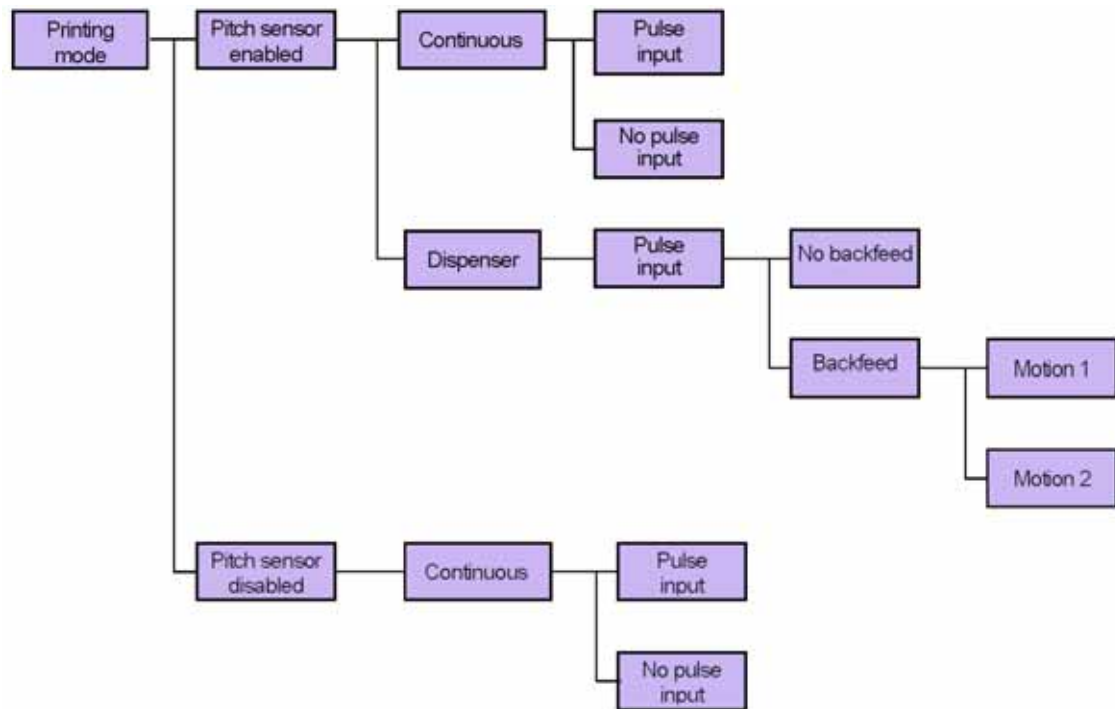 Printing
mode
Pitch sensor
enabled
Continuous
Pulse
input
No pulse
input
Dispenser
Pulse
input
No backfeed
Backfeed
Motion 1
Motion 2
Pitch sensor
disabled
Continuous
Pulse
input
No pulse
input